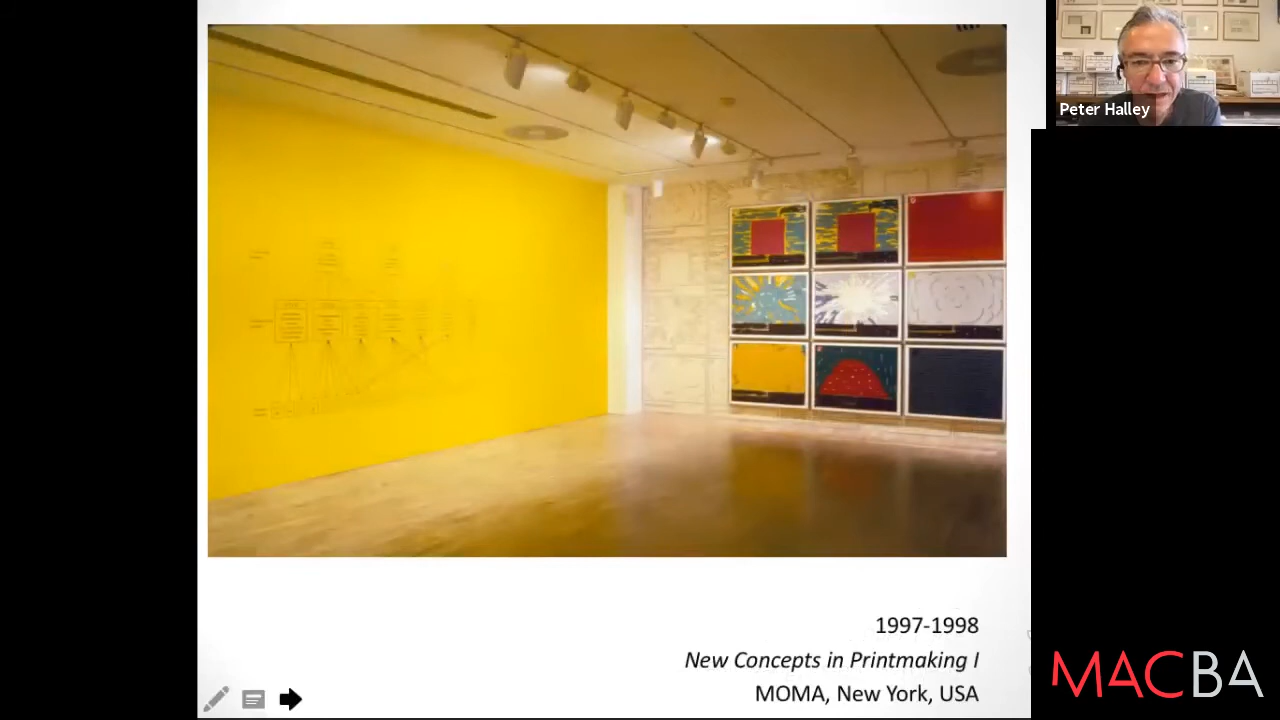 Peter Halley
1997-1998
New Concepts in Printmaking I
MOMA, New York, USA
MACBA